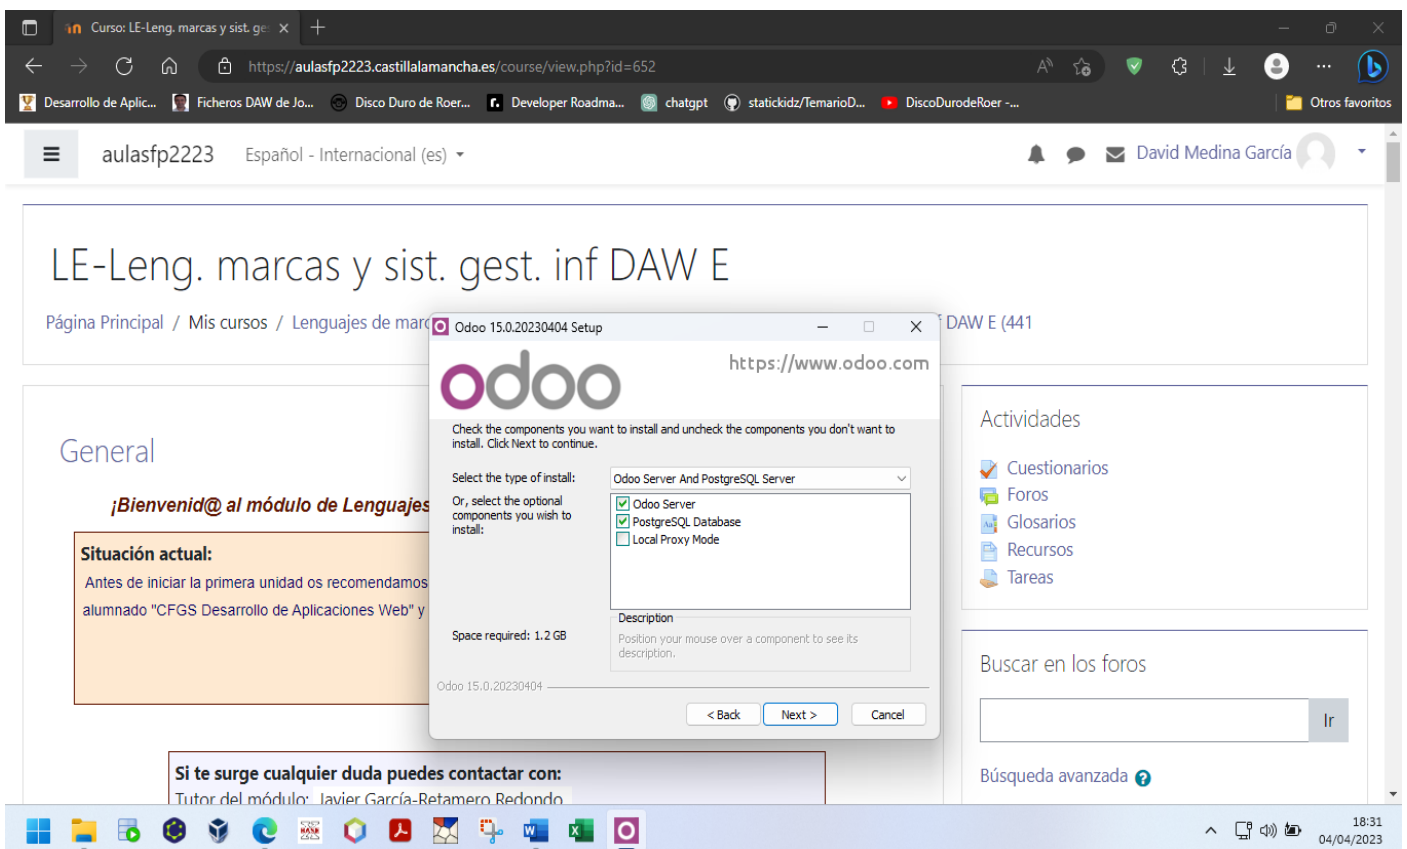 Curso: LE-Leng. marcas y sist. ge
https://aulasfp2223.castillalamancha.es/course/view.php?id=652
Desarrollo de Aplic... Ficheros DAW de Jo... Disco Duro de Roer... Developer Roadma... chatgpt statickidz/TemarioD... DiscoDurodeRoer -... Otros favoritos
aulasfp2223 Español - Internacional (es) David Medina García
LE-Leng. marcas y sist. gest. inf DAW E
Página Principal / Mis cursos / Lenguajes de marc DAW E (441
Odoo 15.0.20230404 Setup
odoo
https://www.odoo.com
Check the components you want to install and uncheck the components you don't want to
install. Click Next to continue.
Select the type of install: Odoo Server And PostgreSQL Server
Or, select the optional
components you wish to
install:
Odoo Server
PostgreSQL Database
Local Proxy Mode
Space required: 1.2 GB
Description
Position your mouse over a component to see its
description.
Odoo 15.0.20230404
< Back Next > Cancel
General
¡Bienvenid@ al módulo de Lenguajes
Situación actual:
Antes de iniciar la primera unidad os recomendamos
alumnado "CFGS Desarrollo de Aplicaciones Web" y
Si te surge cualquier duda puedes contactar con:
Tutor del módulo: Javier García-Retamero Redondo
Actividades
Cuestionarios
Foros
Glosarios
Recursos
Tareas
Buscar en los foros
Ir
Búsqueda avanzada
18:31
04/04/2023